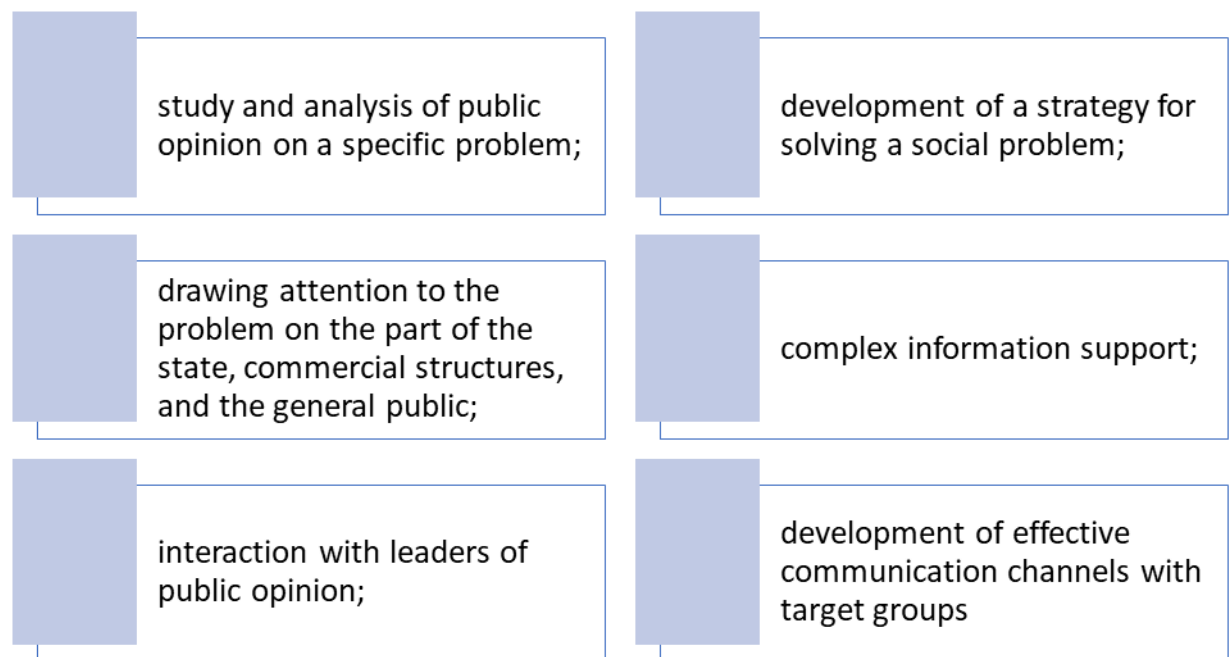 study and analysis of public
opinion on a specific problem;
development of a strategy for
solving a social problem;
drawing attention to the
problem on the part of the
state, commercial structures,
and the general public;
complex information support;
interaction with leaders of
public opinion;
development of effective
communication channels with
target groups